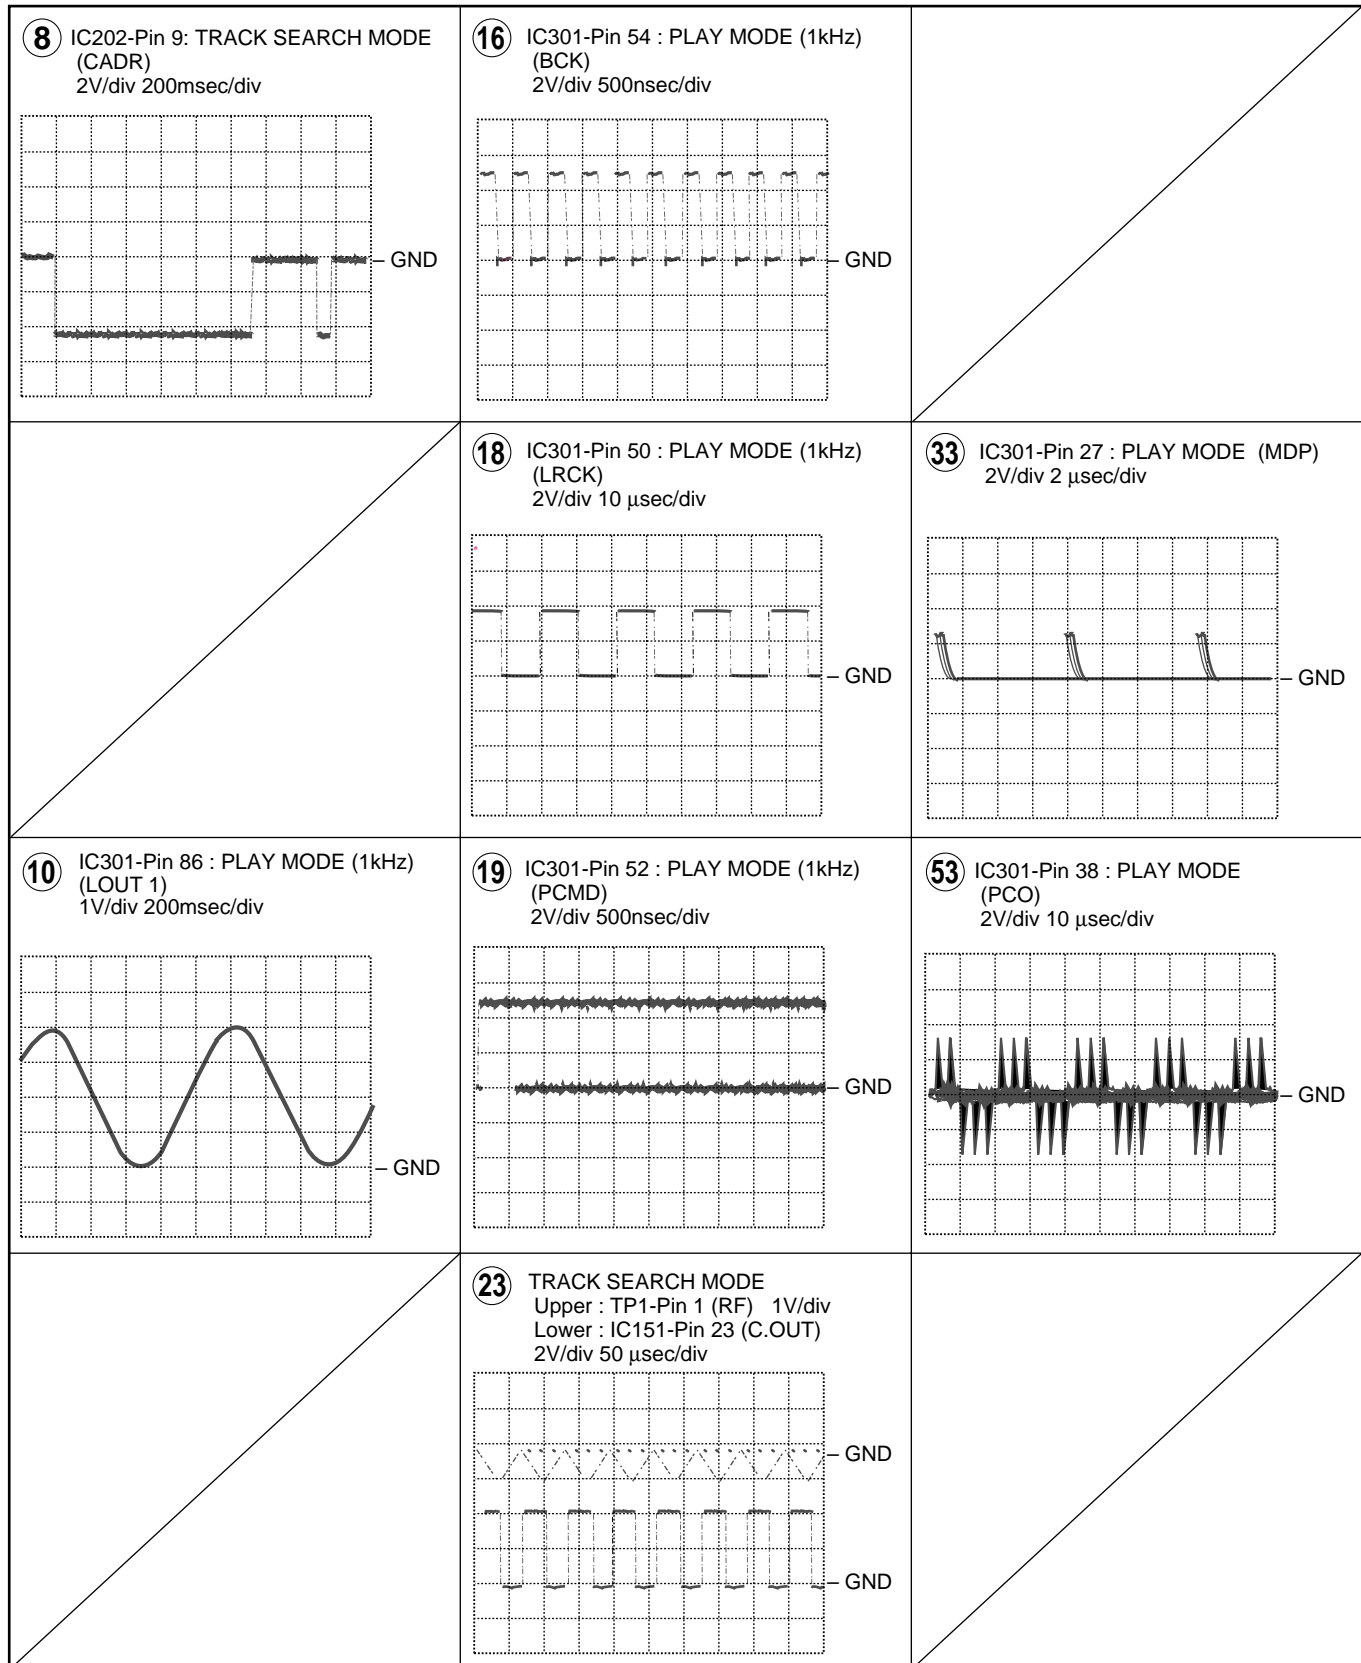 8 IC202-Pin 9: TRACK SEARCH MODE
(CADR)
2V/div 200msec/div
– GND
16 IC301-Pin 54 : PLAY MODE (1kHz)
(BCK)
2V/div 500nsec/div
– GND
18 IC301-Pin 50 : PLAY MODE (1kHz)
(LRCK)
2V/div 10 µsec/div
– GND
33 IC301-Pin 27 : PLAY MODE (MDP)
2V/div 2 µsec/div
– GND
10 IC301-Pin 86 : PLAY MODE (1kHz)
(LOUT 1)
1V/div 200msec/div
– GND
19 IC301-Pin 52 : PLAY MODE (1kHz)
(PCMD)
2V/div 500nsec/div
– GND
53 IC301-Pin 38 : PLAY MODE
(PCO)
2V/div 10 µsec/div
– GND
23 TRACK SEARCH MODE
Upper : TP1-Pin 1 (RF) 1V/div
Lower : IC151-Pin 23 (C.OUT)
2V/div 50 µsec/div
– GND
– GND